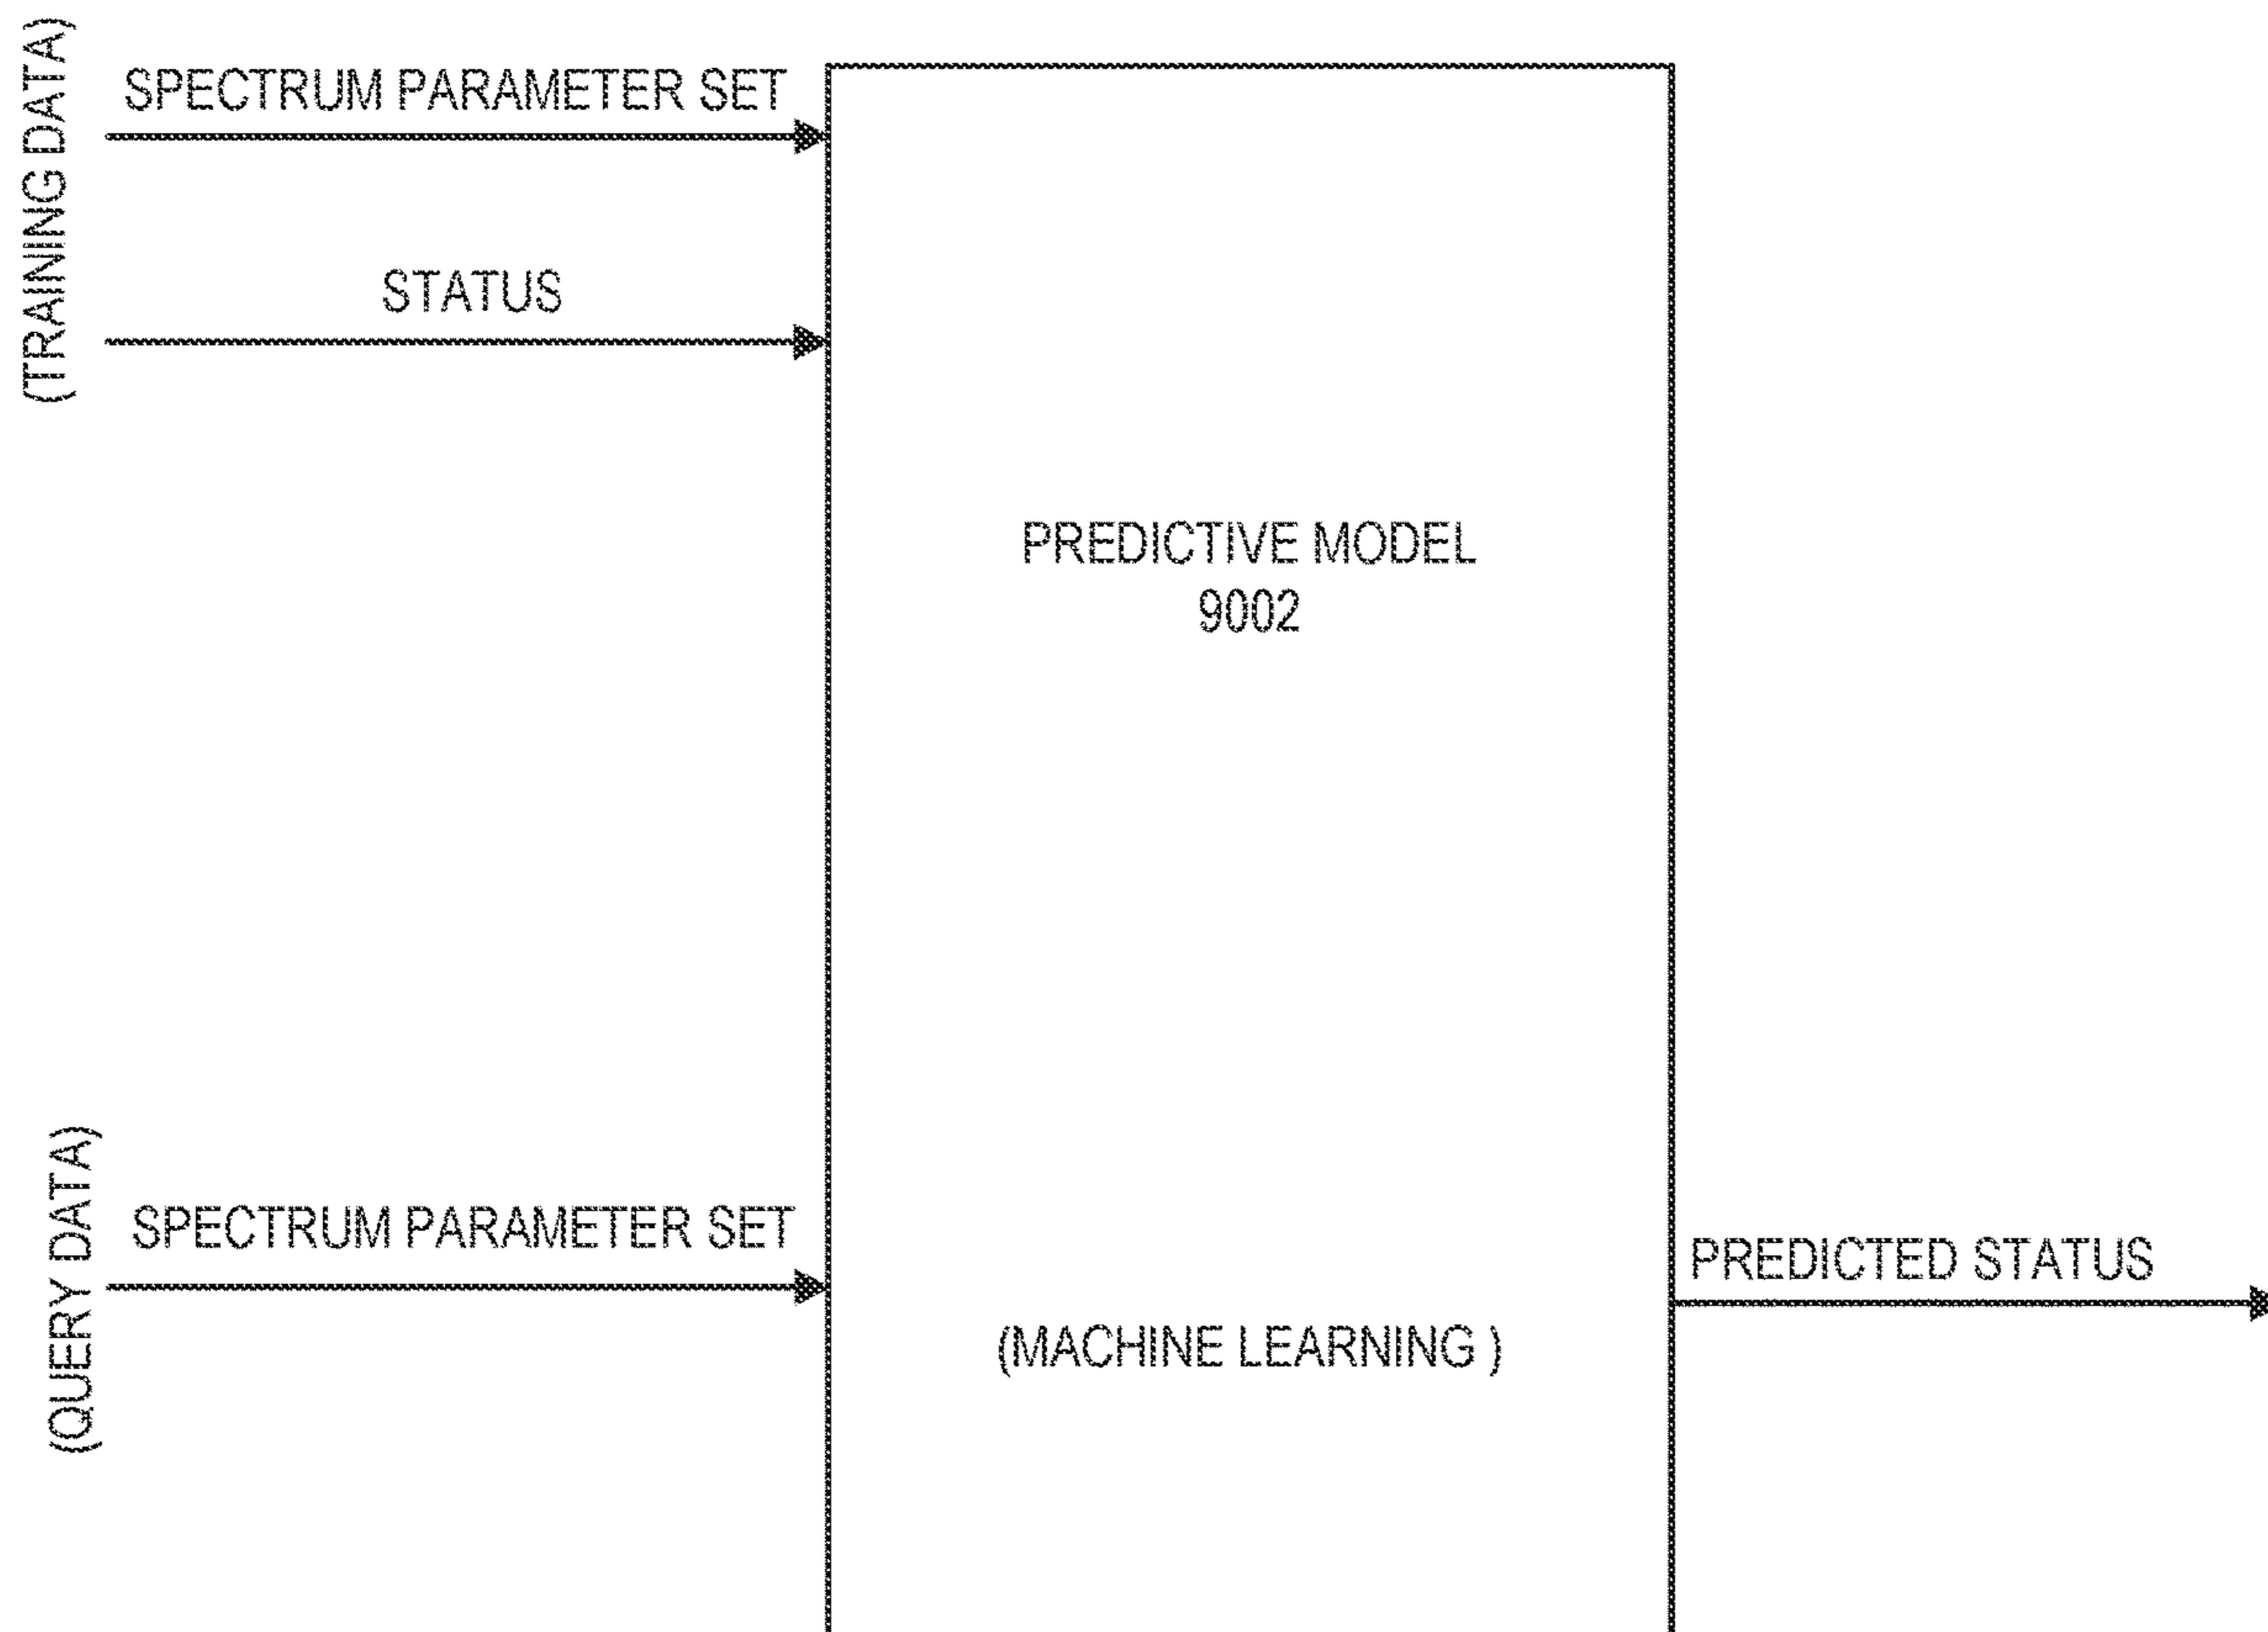 (TRAINING DATA)
SPECTRUM PARAMETER SET
STATUS
PREDICTIVE MODEL
9002
(QUERY DATA)
SPECTRUM PARAMETER SET
PREDICTED STATUS
(MACHINE LEARNING )